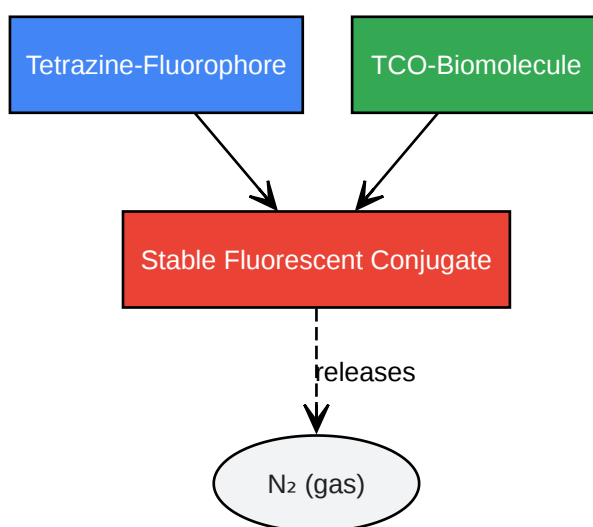 Tetrazine-Fluorophore
TCO-Biomolecule
Stable Fluorescent Conjugate
releases
N₂ (gas)